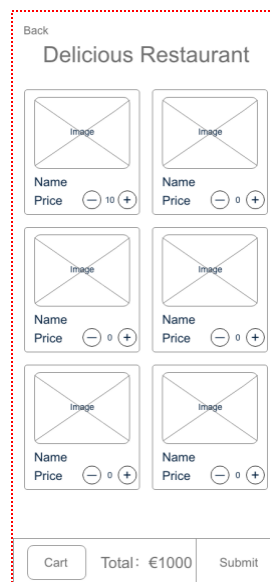 Back
Delicious Restaurant
Image Image
Name Name
Price — 10 + Price — 0 +
Image Image
Name Name
Price — 0 + Price — 0 +
Image Image
Name Name
Price — 0 + Price — 0 +
Cart Total： €1000 Submit